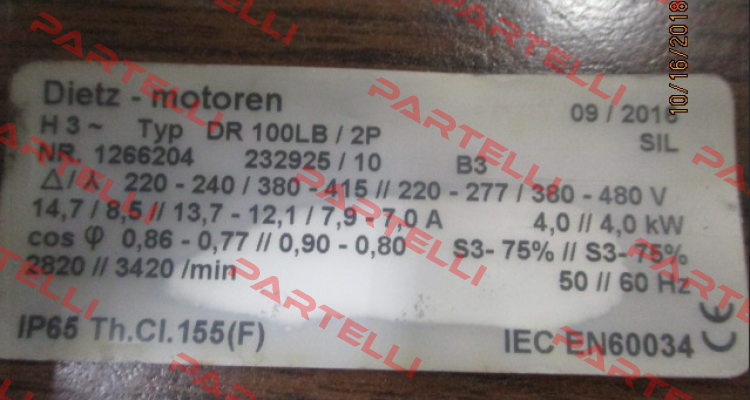 10/16/2018
Dietz - motoren
09 / 2016
H 3 ~ Typ DR 100LB / 2P
SIL
NR. 1266204 232925 / 10 B3
△ / 人 220 - 240 / 380 - 415 // 220 - 277 / 380 - 480 V
14,7 / 8,5 // 13,7 - 12,1 / 7,9 - 7,0 A 4,0 // 4,0 kW
cos φ 0,86 - 0,77 // 0,90 - 0,80 S3- 75% // S3- 75%
2820 // 3420 /min 50 // 60 Hz
IP65 Th.Cl.155(F) IEC EN60034 CE
PARTELLI
PARTELLI
PARTELLI
PARTELLI
PARTELLI